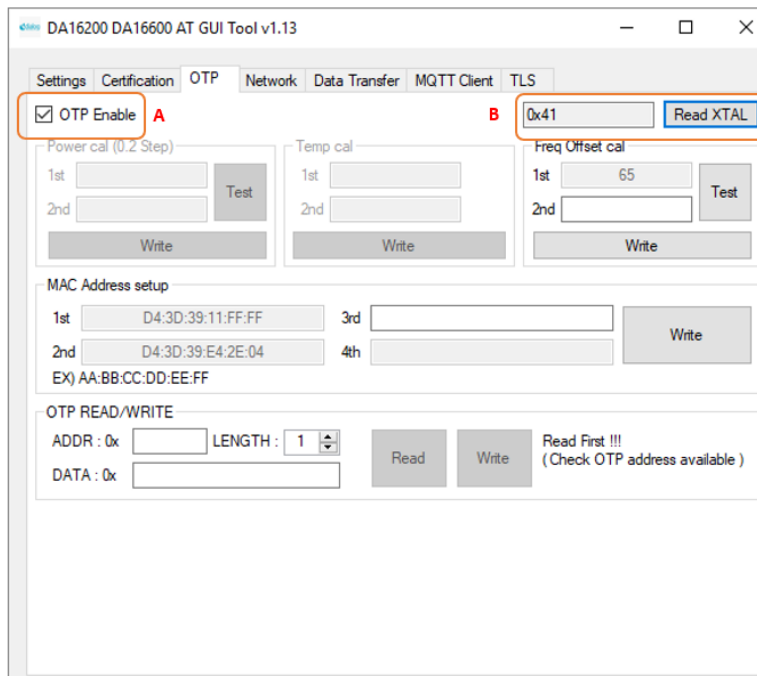 DA16200 DA16600 AT GUI Tool v1.13
Settings Certification OTP Network Data Transfer MQTT Client TLS
OTP Enable A B 0x41 Read XTAL
Power cal (0.2 Step) Temp cal Freq Offset cal
1st 1st 1st 65
Test Test
2nd 2nd 2nd
Write Write Write
MAC Address setup
1st D4:3D:39:11:FF:FF 3rd
Write
2nd D4:3D:39:E4:2E:04 4th
EX) AA:BB:CC:DD:EE:FF
OTP READ/WRITE
ADDR : 0x LENGTH : 1 Read First !!!
Read Write ( Check OTP address available )
DATA : 0x